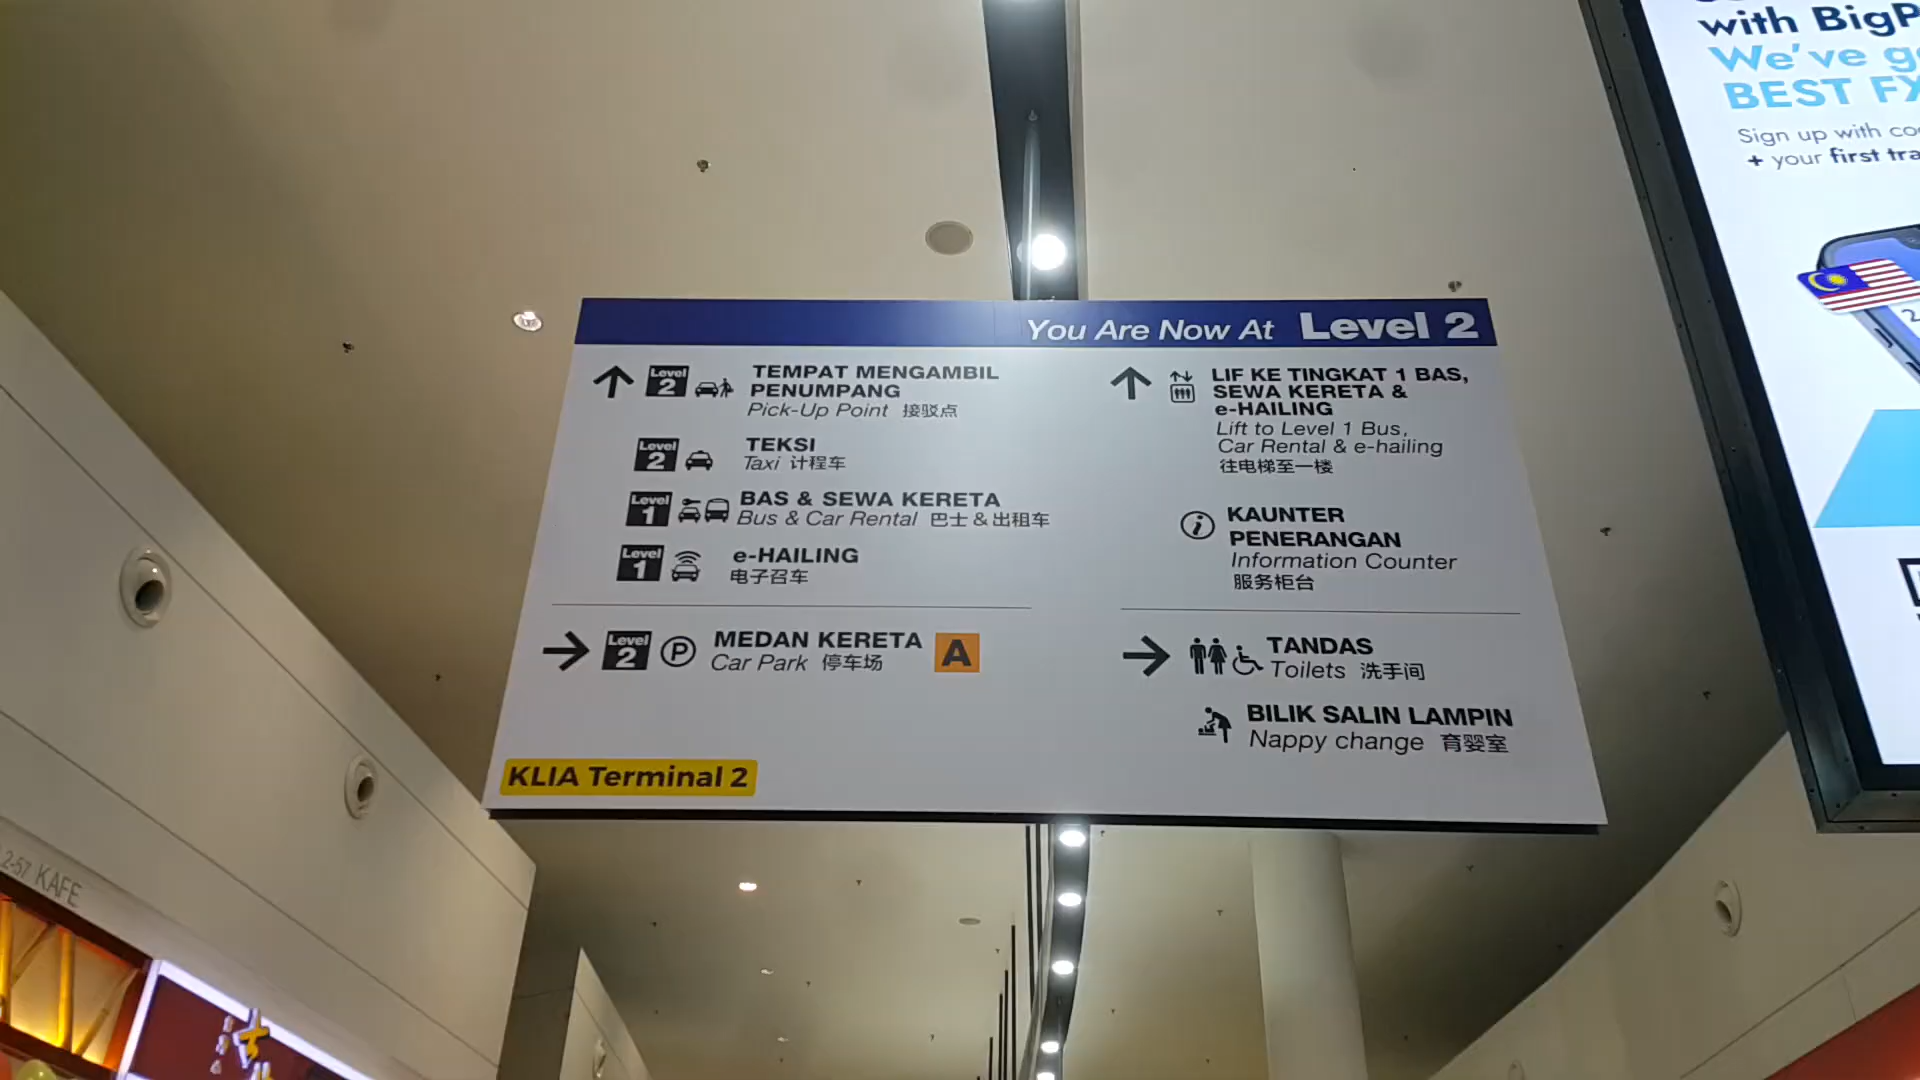 You Are Now At Level 2
Level 2 TEMPAT MENGAMBIL
PENUMPANG
Pick-Up Point 接驳点
Level 2 TEKSI
Taxi 计程车
Level 1 BAS & SEWA KERETA
Bus & Car Rental 巴士 & 出租车
Level 1 e-HAILING
电子召车
Level 2 P MEDAN KERETA A
Car Park 停车场
KLIA Terminal 2
LIF KE TINGKAT 1 BAS,
SEWA KERETA &
e-HAILING
Lift to Level 1 Bus,
Car Rental & e-hailing
往电梯至一楼
i KAUNTER
PENERANGAN
Information Counter
服务柜台
TANDAS
Toilets 洗手间
BILIK SALIN LAMPIN
Nappy change 育婴室
with BigP
We've g
BEST FX
Sign up with co
+ your first tra
2-57 KAFE